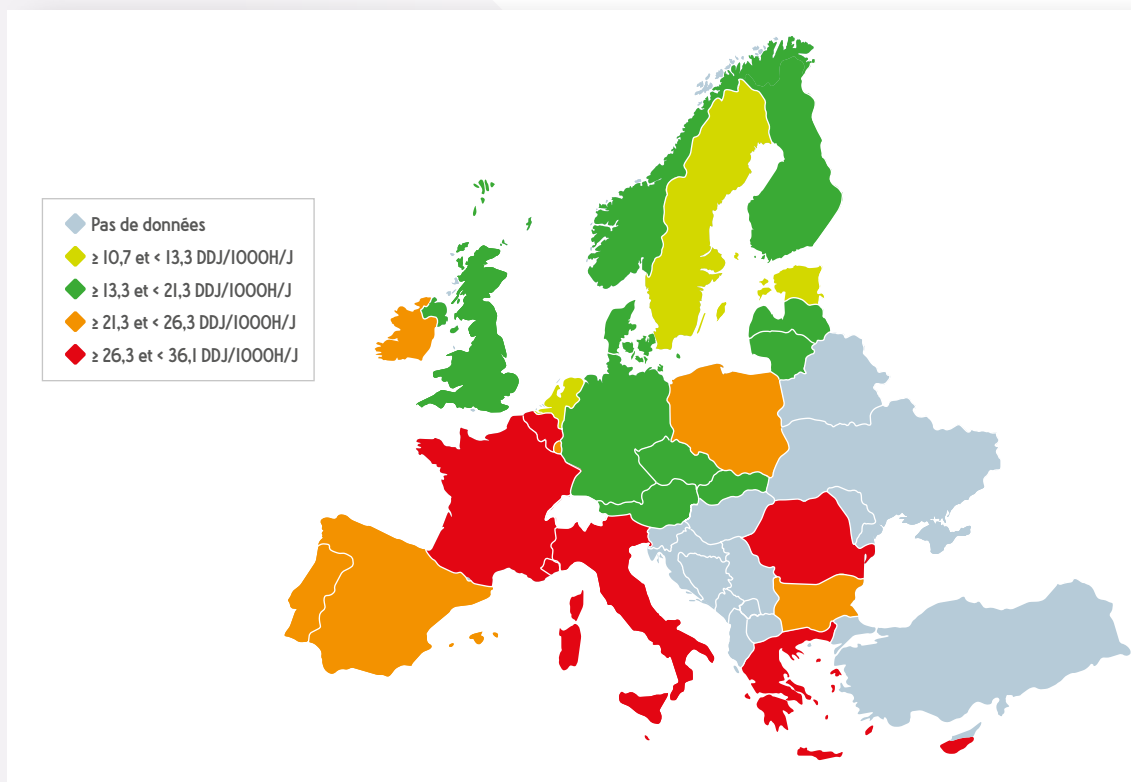 Pas de données
≥ 10,7 et < 13,3 DDJ/1000H/J
≥ 13,3 et < 21,3 DDJ/1000H/J
≥ 21,3 et < 26,3 DDJ/1000H/J
≥ 26,3 et < 36,1 DDJ/1000H/J